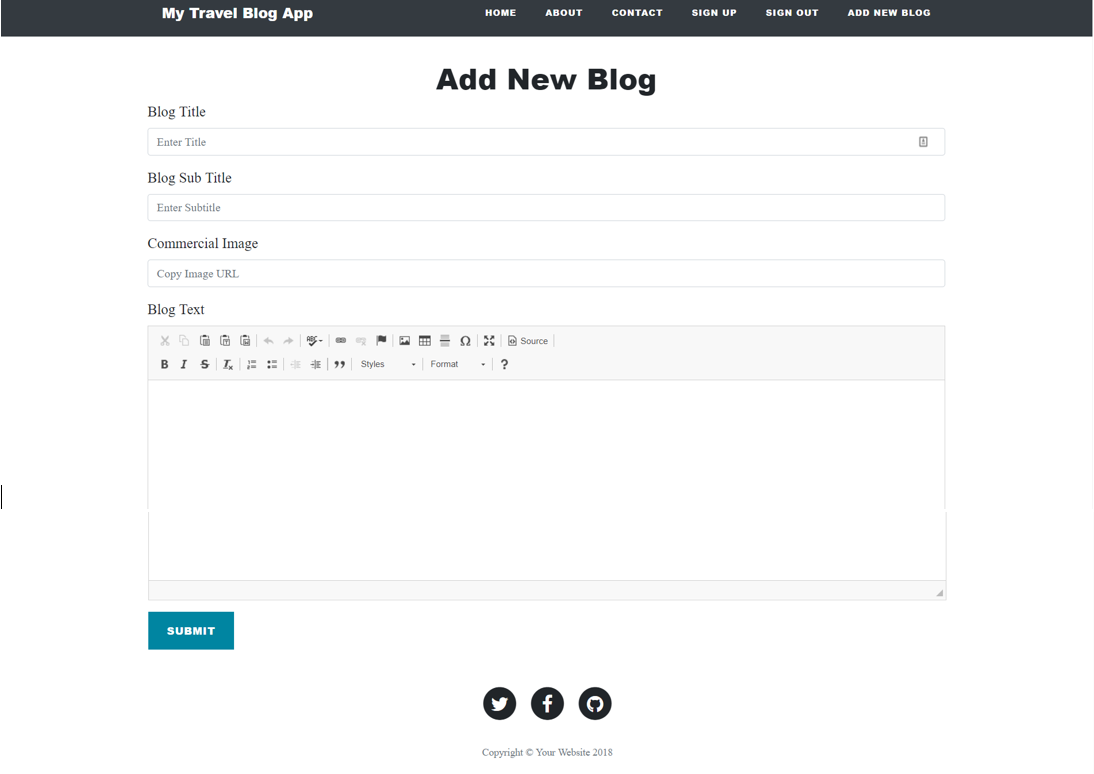 My Travel Blog App HOME ABOUT CONTACT SIGN UP SIGN OUT ADD NEW BLOG
Add New Blog
Blog Title
Enter Title
Blog Sub Title
Enter Subtitle
Commercial Image
Copy Image URL
Blog Text
ABC Ω Source
B I S Tx Styles Format ?
SUBMIT
Copyright © Your Website 2018